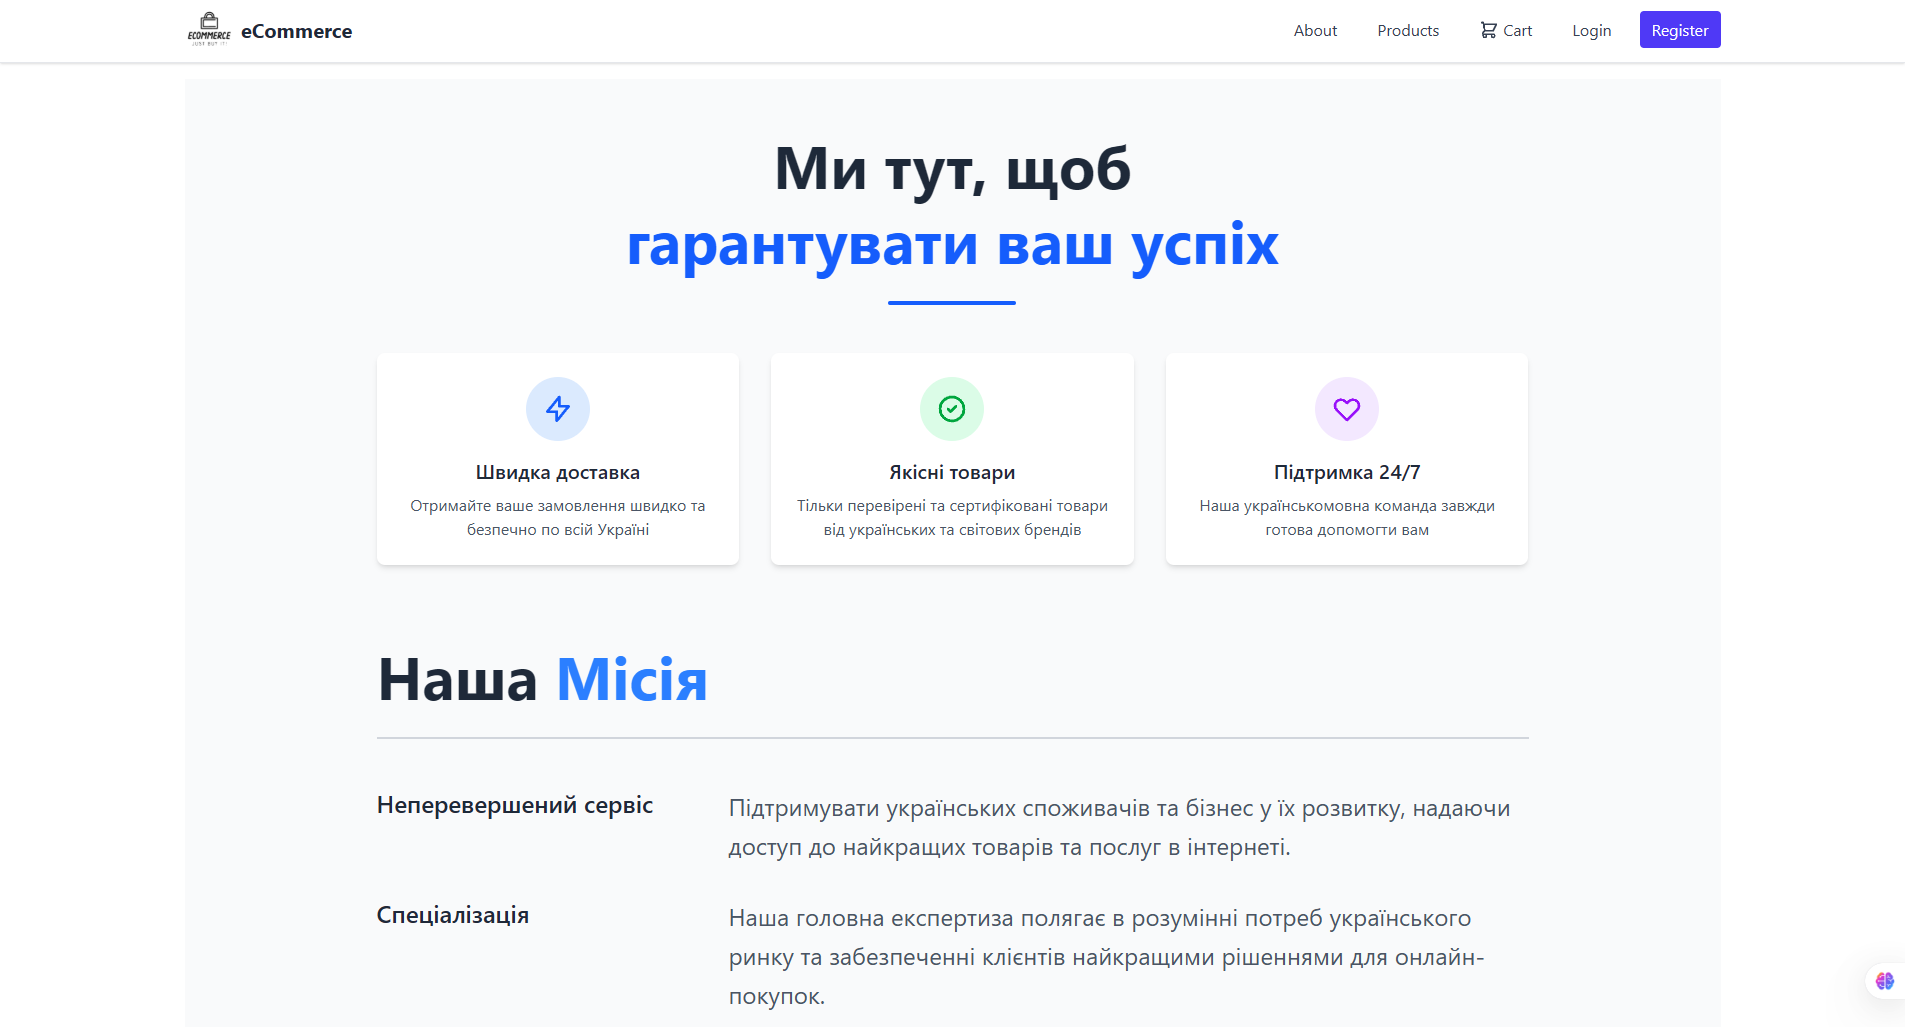 ECOMMERCE
JUST BUY IT!
eCommerce
About
Products
Cart
Login
Register
Ми тут, щоб
гарантувати ваш успіх
Швидка доставка
Отримайте ваше замовлення швидко та
безпечно по всій Україні
Якісні товари
Тільки перевірені та сертифіковані товари
від українських та світових брендів
Підтримка 24/7
Наша українськомовна команда завжди
готова допомогти вам
Наша Місія
Неперевершений сервіс
Підтримувати українських споживачів та бізнес у їх розвитку, надаючи
доступ до найкращих товарів та послуг в інтернеті.
Спеціалізація
Наша головна експертиза полягає в розумінні потреб українського
ринку та забезпеченні клієнтів найкращими рішеннями для онлайн-
покупок.